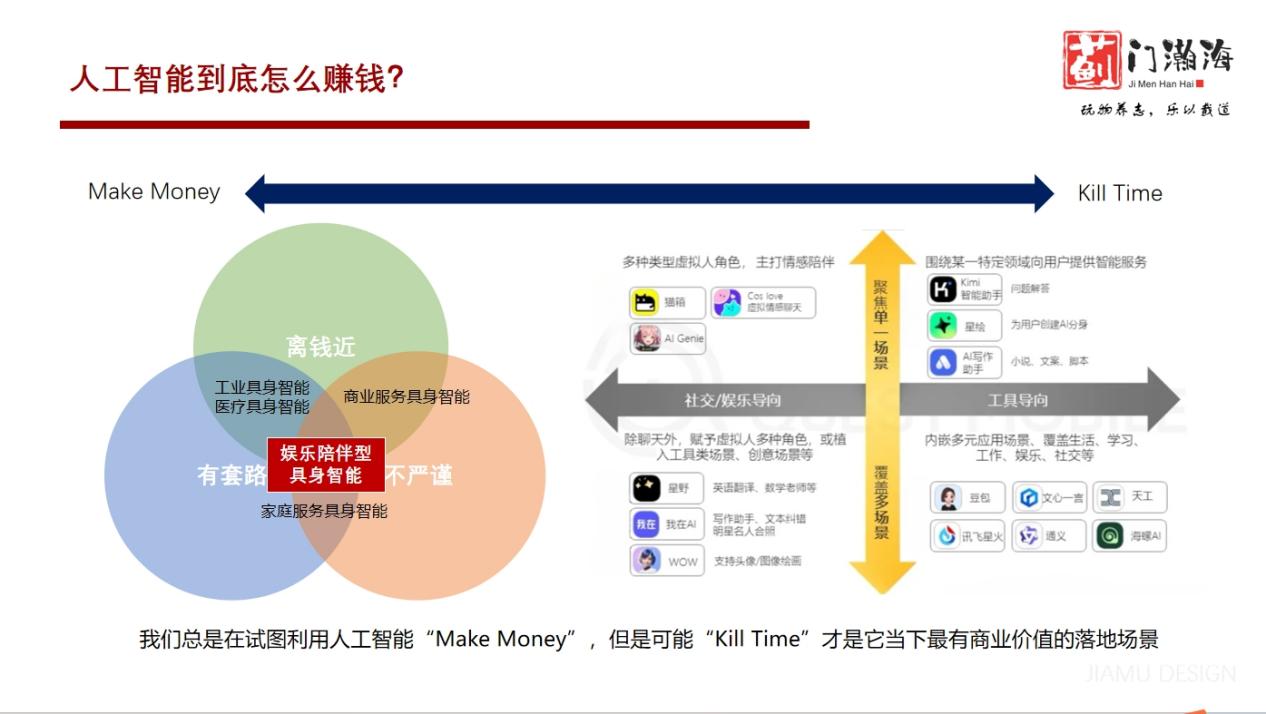 人工智能到底怎么赚钱?
蓟门瀚海
Ji Men Han Hai
玩物养志，乐以载道
Make Money
Kill Time
离钱近
工业具身智能
医疗具身智能
商业服务具身智能
有套路
娱乐陪伴型
具身智能
不严谨
家庭服务具身智能
多种类型虚拟人角色，主打情感陪伴
猫箱
Cos love
虚拟情感聊天
AI Genie
聚焦单一场景
围绕某一特定领域向用户提供智能服务
Kimi
智能助手
问题解答
星绘
为用户创建AI分身
AI写作
助手
小说、文案、脚本
社交/娱乐导向
工具导向
除聊天外，赋予虚拟人多种角色，或植
入工具类场景、创意场景等
星野
英语翻译、数学老师等
我在
我在AI
写作助手、文本纠错
明星名人合照
WOW
支持头像/图像绘画
覆盖多场景
内嵌多元应用场景、覆盖生活、学习、
工作、娱乐、社交等
豆包
文心一言
天工
讯飞星火
通义
海螺AI
QUEST MOBILE
我们总是在试图利用人工智能“Make Money”，但是可能“Kill Time”才是它当下最有商业价值的落地场景
JIAMU DESIGN